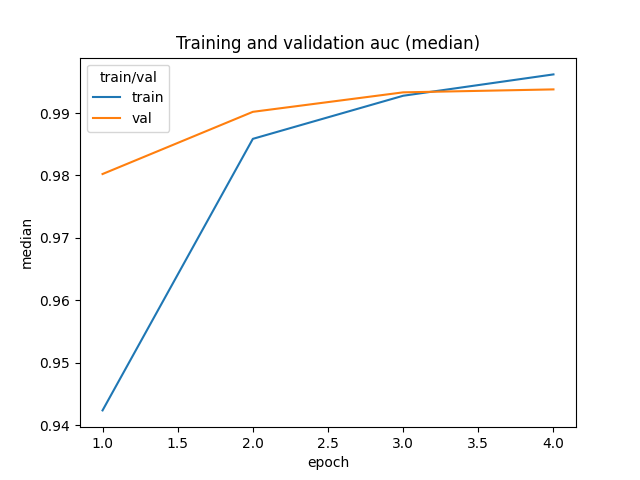 Training and validation auc (median)
train/val
train
val
median
0.99
0.98
0.97
0.96
0.95
0.94
1.0
1.5
2.0
2.5
3.0
3.5
4.0
epoch